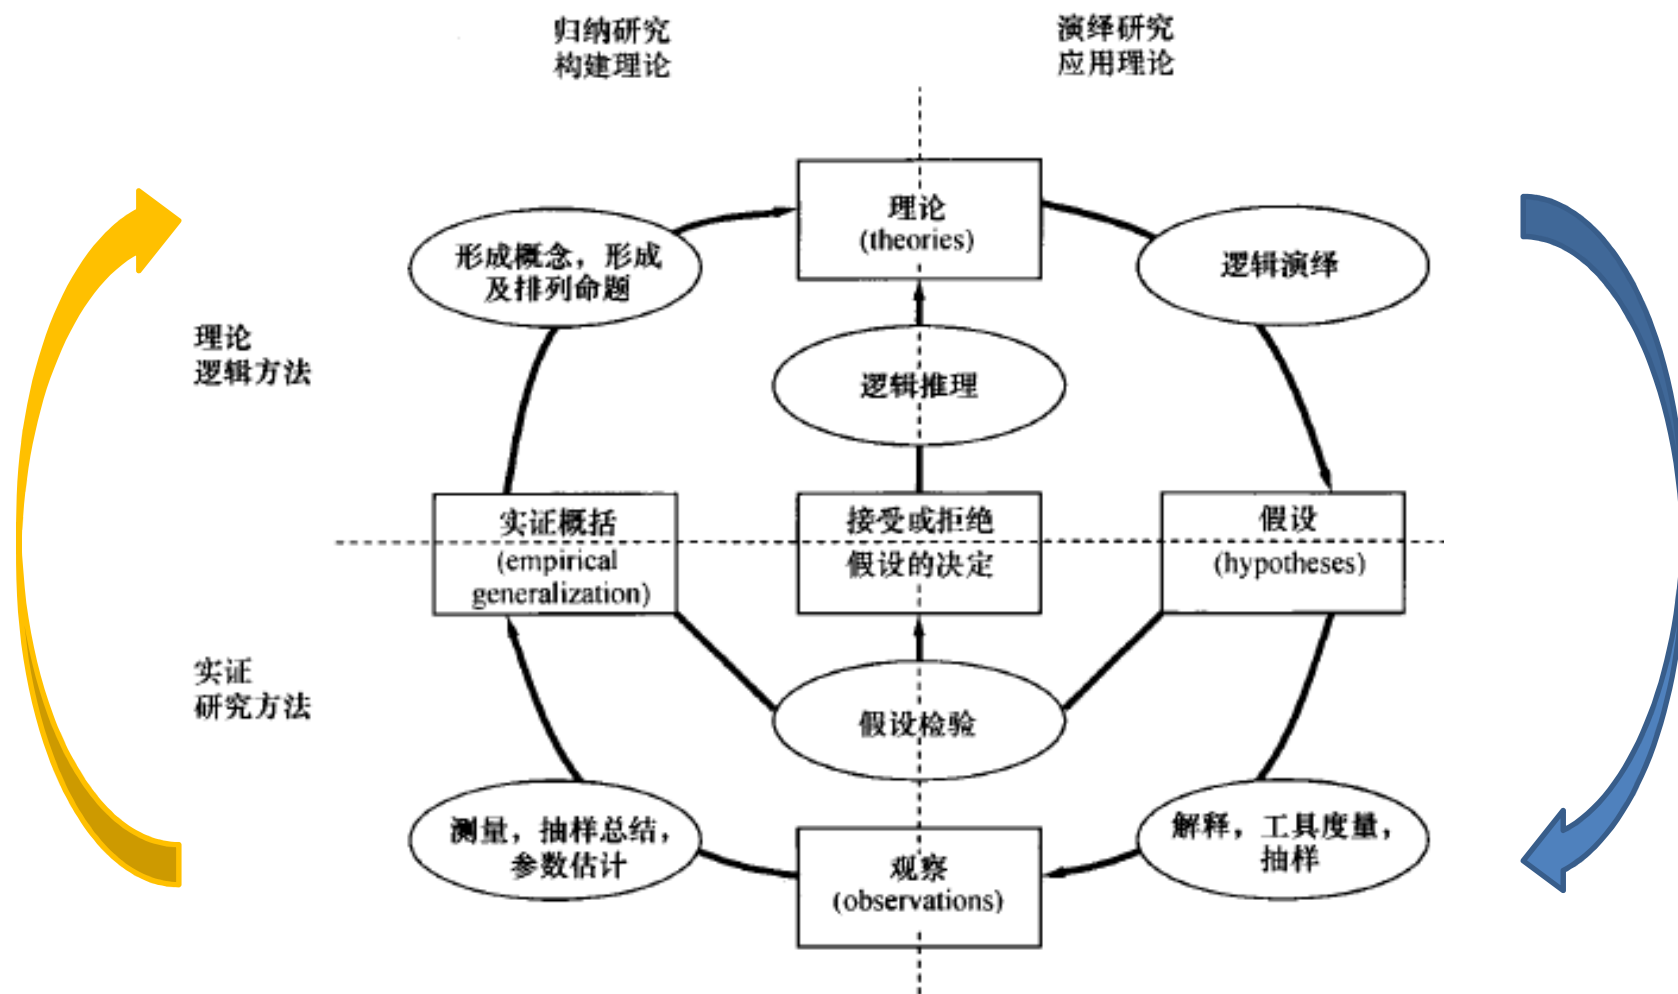 归纳研究
构建理论
演绎研究
应用理论
理论
(theories)
形成概念，形成
及排列命题
逻辑演绎
理论
逻辑方法
逻辑推理
实证概括
(empirical
generalization)
接受或拒绝
假设的决定
假设
(hypotheses)
实证
研究方法
假设检验
测量，抽样总结，
参数估计
解释，工具度量，
抽样
观察
(observations)